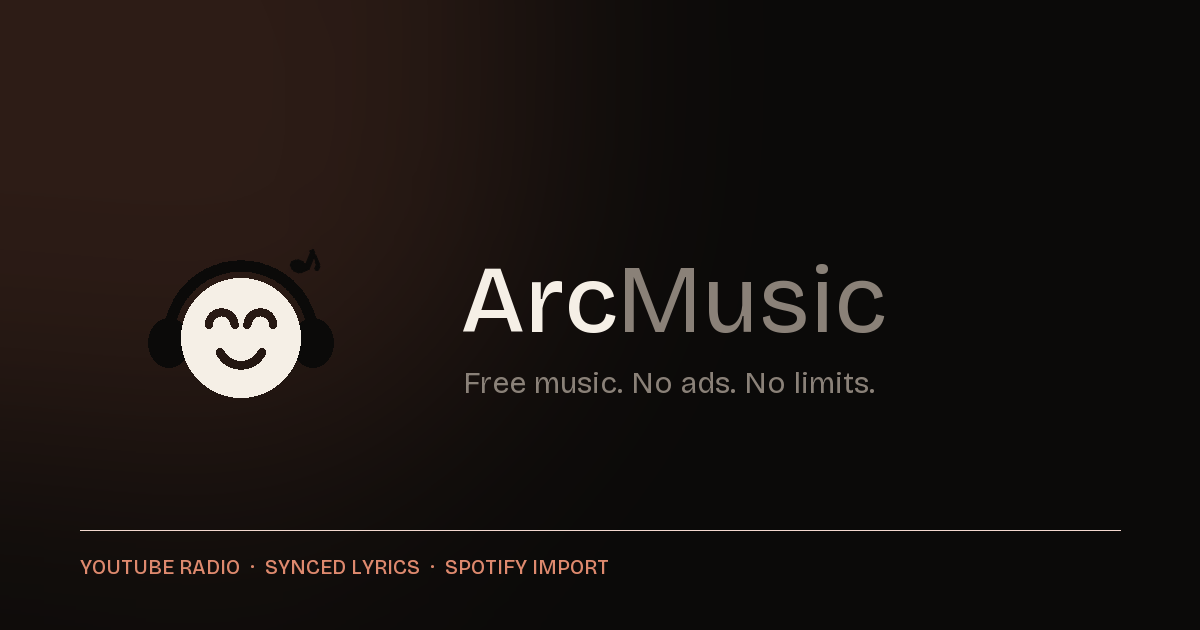 ArcMusic
Free music. No ads. No limits.
YOUTUBE RADIO · SYNCED LYRICS · SPOTIFY IMPORT